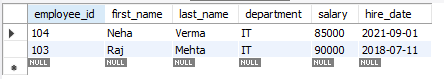 employee_id first_name last_name department salary hire_date
104 Neha Verma IT 85000 2021-09-01
103 Raj Mehta IT 90000 2018-07-11
NULL NULL NULL NULL NULL NULL